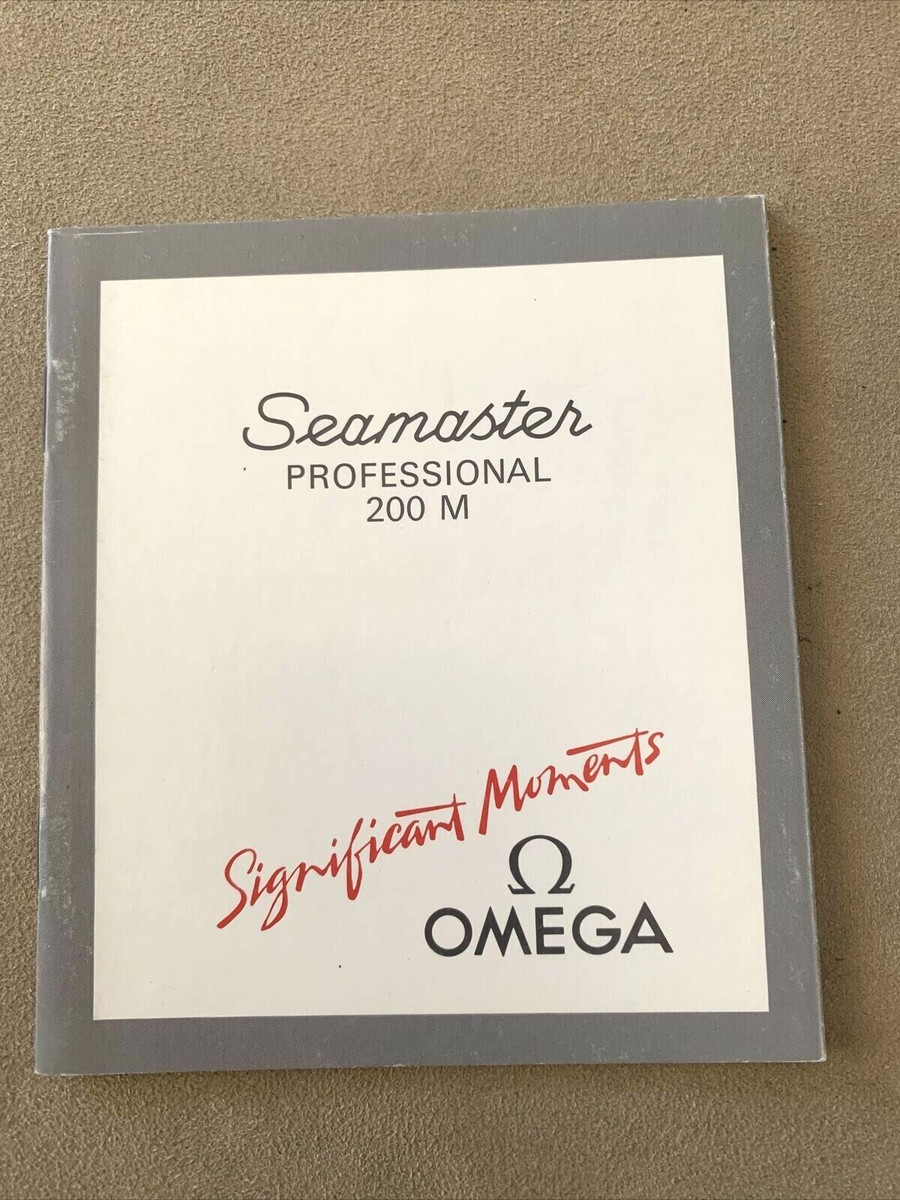 Seamaster
PROFESSIONAL
200 M
Significant Moments
Ω
OMEGA